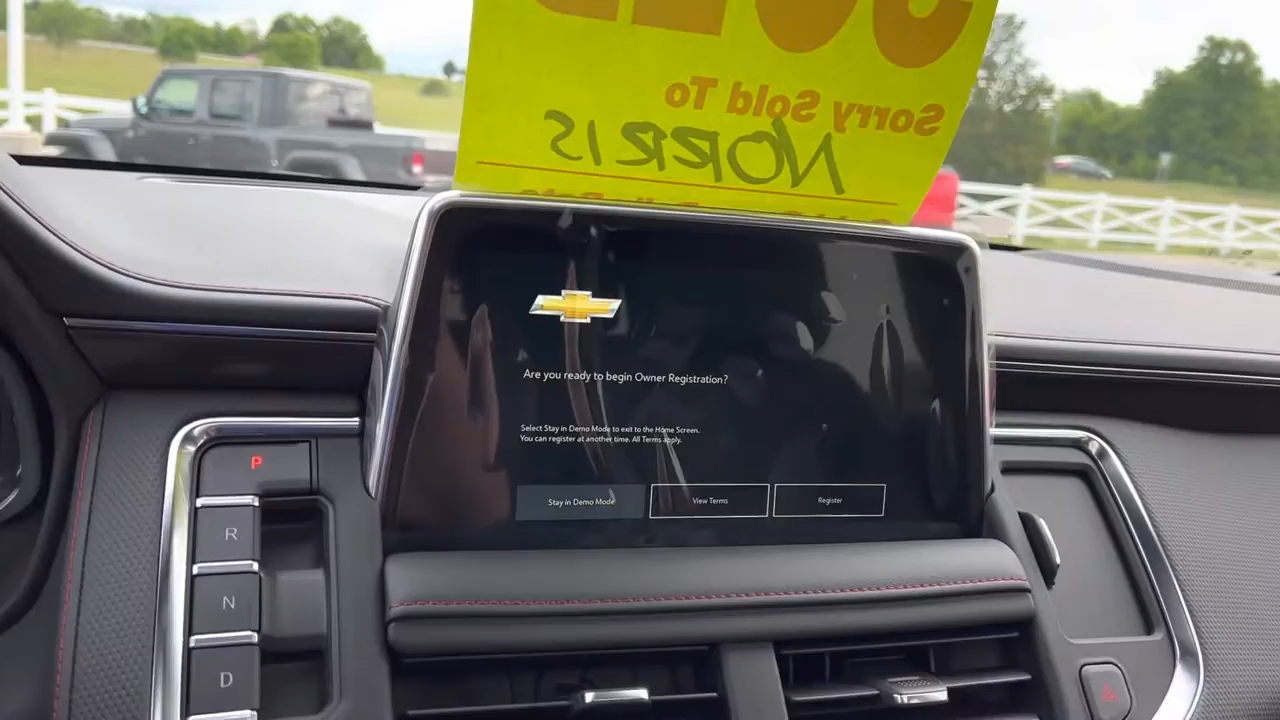 SOLD
Sorry Sold To
NORRIS
Are you ready to begin Owner Registration?
Select Stay in Demo Mode to exit to the Home Screen.
You can register at another time. All Terms apply.
Stay in Demo Mode
View Terms
Register
P
R
N
D